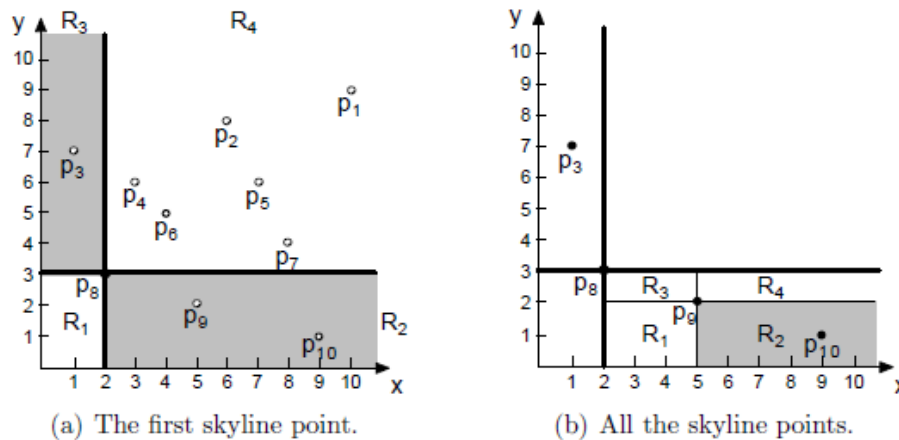 y R3 R4
10
9
p1
8
p2
7
p3
6
p4 p5
5
p6
4
p7
3
p8
2
R1 p9 R2
1
p10
1 2 3 4 5 6 7 8 9 10 x
(a) The first skyline point.
y
10
9
8
7
p3
6
5
4
3
p8 R3 R4
2
p9
R1 R2
1
p10
1 2 3 4 5 6 7 8 9 10 x
(b) All the skyline points.